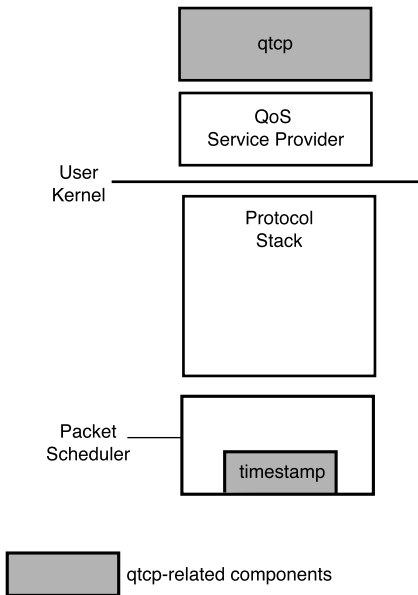 qtcp
QoS
Service Provider
User
Kernel
Protocol
Stack
Packet
Scheduler
timestamp
qtcp-related components